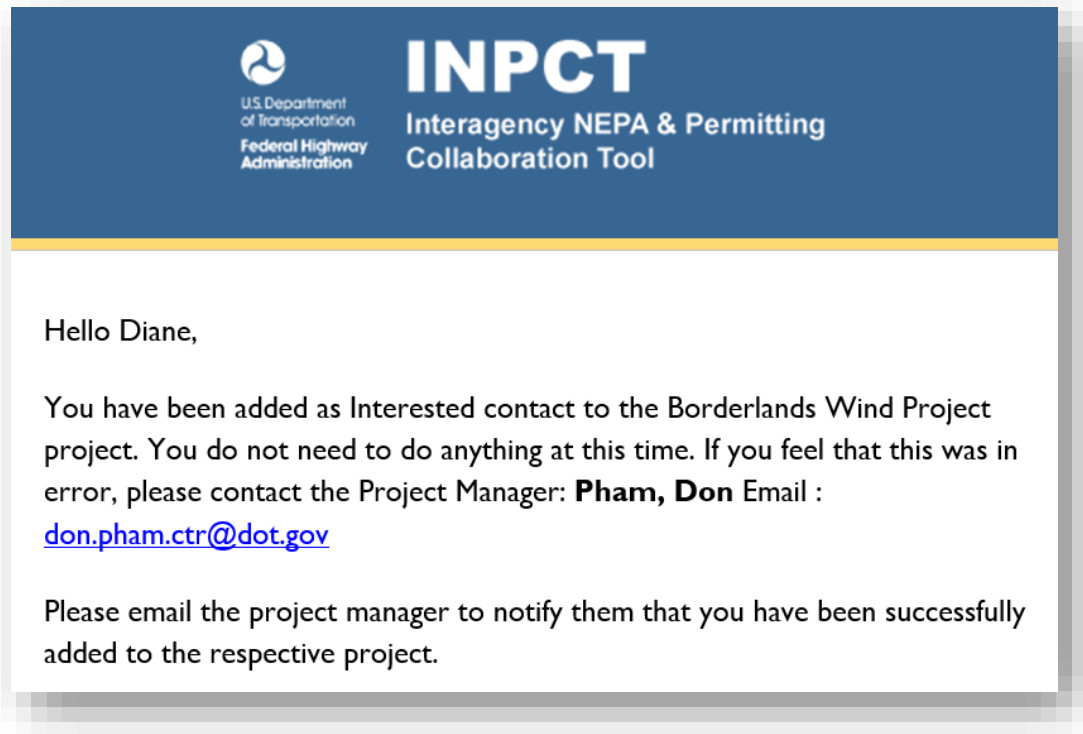 INPCT
U.S. Department
of Transportation
Federal Highway
Administration
Interagency NEPA & Permitting
Collaboration Tool
Hello Diane,
You have been added as Interested contact to the Borderlands Wind Project
project. You do not need to do anything at this time. If you feel that this was in
error, please contact the Project Manager: Pham, Don Email :
don.pham.ctr@dot.gov
Please email the project manager to notify them that you have been successfully
added to the respective project.